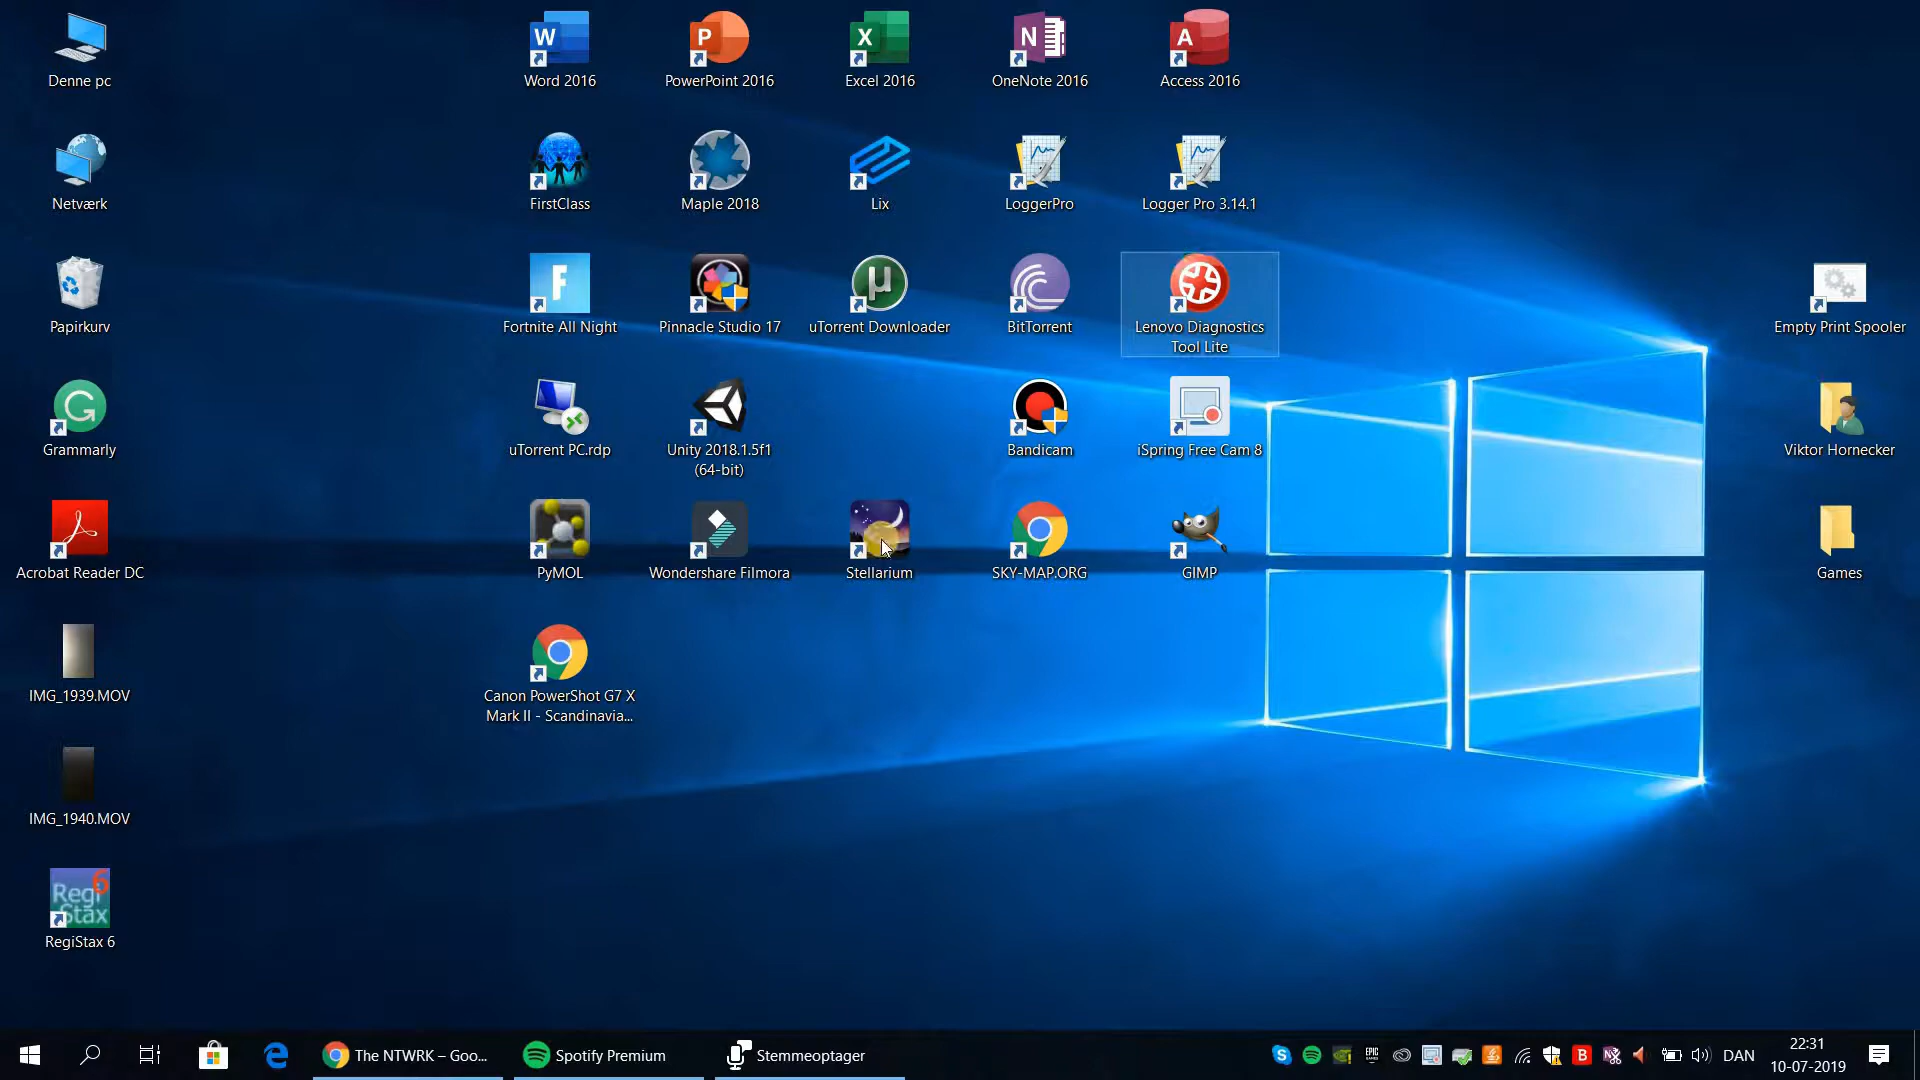 Denne pc
Word 2016
PowerPoint 2016
Excel 2016
OneNote 2016
Access 2016
Netværk
FirstClass
Maple 2018
Lix
LoggerPro
Logger Pro 3.14.1
Papirkurv
Fortnite All Night
Pinnacle Studio 17
uTorrent Downloader
BitTorrent
Lenovo Diagnostics
Tool Lite
Empty Print Spooler
Grammarly
uTorrent PC.rdp
Unity 2018.1.5f1
(64-bit)
Bandicam
iSpring Free Cam 8
Viktor Hornecker
Acrobat Reader DC
PyMOL
Wondershare Filmora
Stellarium
SKY-MAP.ORG
GIMP
Games
IMG_1939.MOV
Canon PowerShot G7 X
Mark II - Scandinavia...
IMG_1940.MOV
Regi 6
Stax
RegiStax 6
The NTWRK – Goo...
Spotify Premium
Stemmeoptager
DAN
22:31
10-07-2019